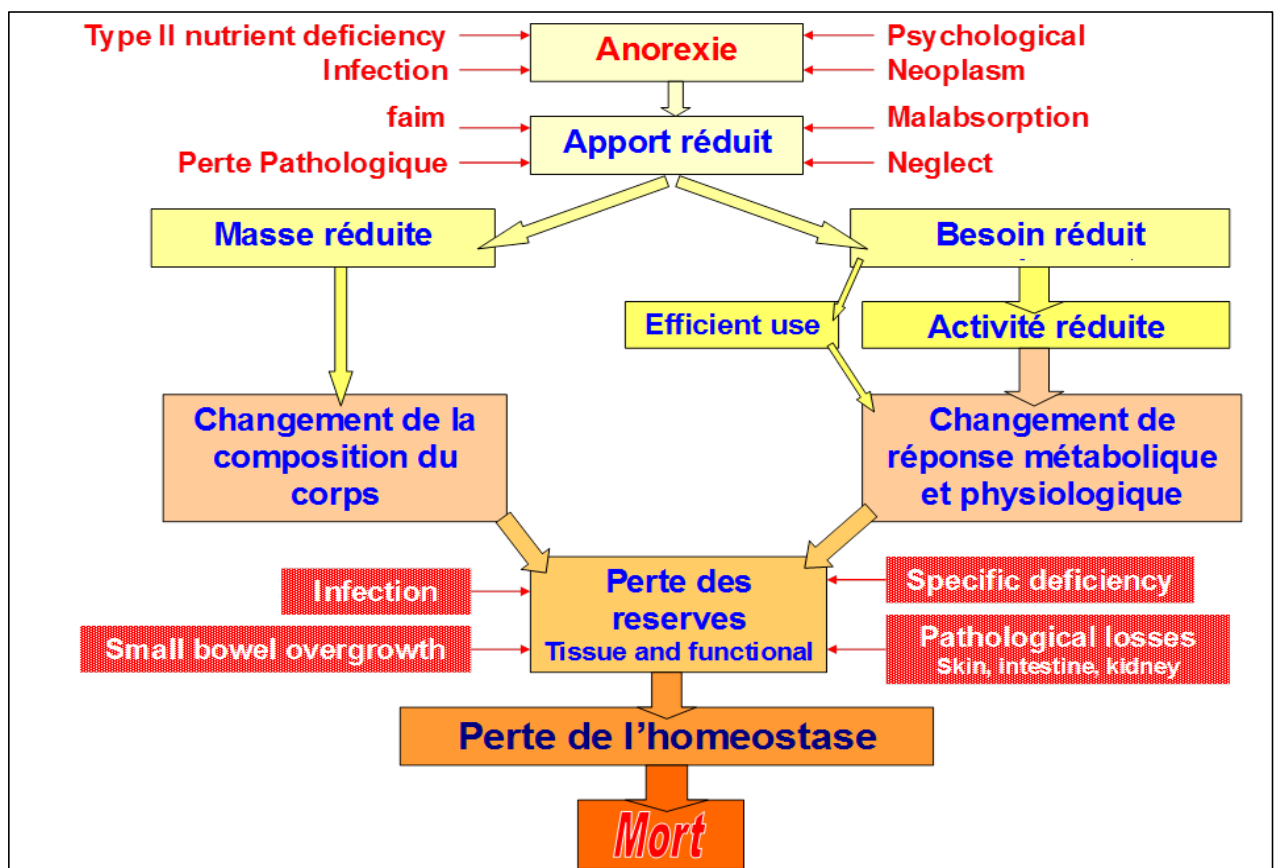 Type II nutrient deficiency
Infection
Anorexie
Psychological
Neoplasm
faim
Perte Pathologique
Apport réduit
Malabsorption
Neglect
Masse réduite
Besoin réduit
Efficient use
Activité réduite
Changement de la
composition du
corps
Changement de
réponse métabolique
et physiologique
Infection
Small bowel overgrowth
Perte des
reserves
Tissue and functional
Specific deficiency
Pathological losses
Skin, intestine, kidney
Perte de l’homeostase
Mort